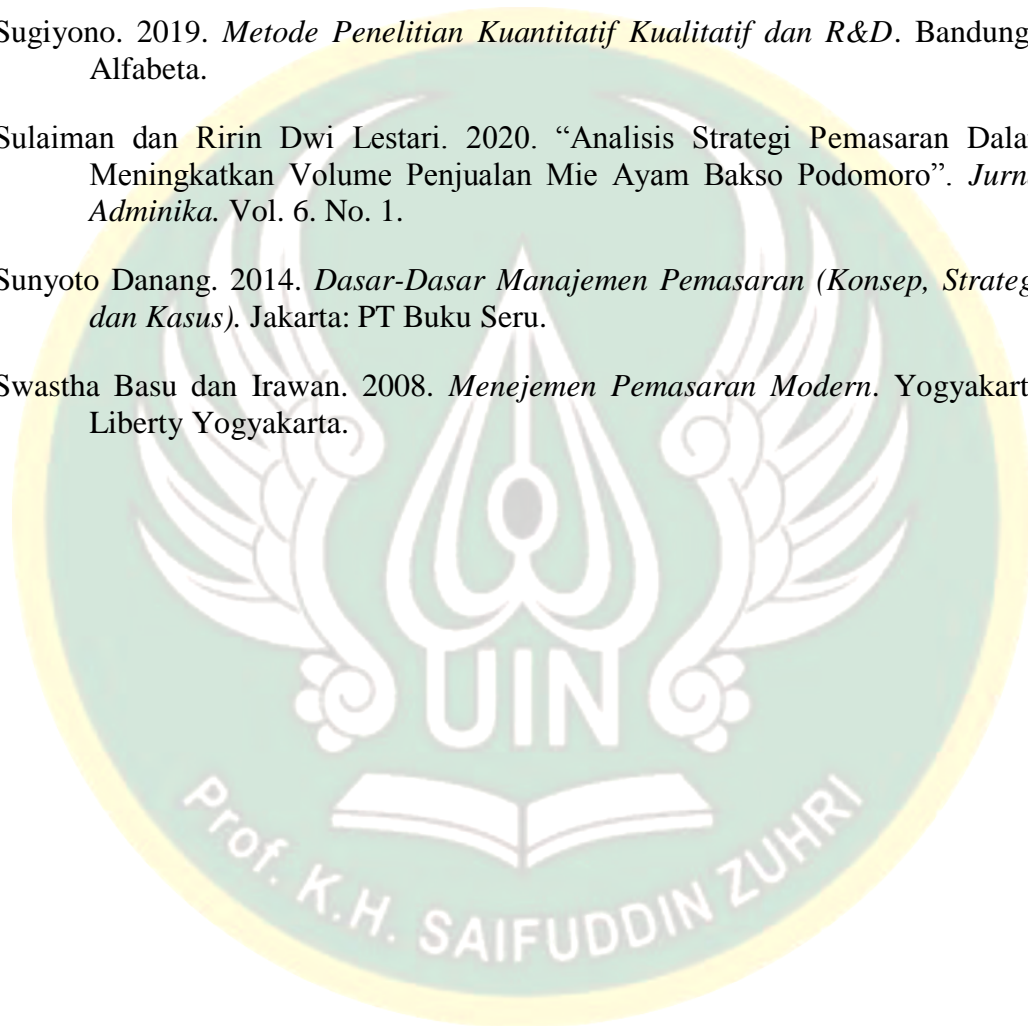 Sugiyono. 2019. Metode Penelitian Kuantitatif Kualitatif dan R&D. Bandung
Alfabeta.
Sulaiman dan Ririn Dwi Lestari. 2020. “Analisis Strategi Pemasaran Dala
Meningkatkan Volume Penjualan Mie Ayam Bakso Podomoro”. Jurn
Adminika. Vol. 6. No. 1.
Sunyoto Danang. 2014. Dasar-Dasar Manajemen Pemasaran (Konsep, Strateg
dan Kasus). Jakarta: PT Buku Seru.
Swastha Basu dan Irawan. 2008. Menejemen Pemasaran Modern. Yogyakart
Liberty Yogyakarta.
UIN
Prof. K.H. SAIFUDDIN ZUHRI